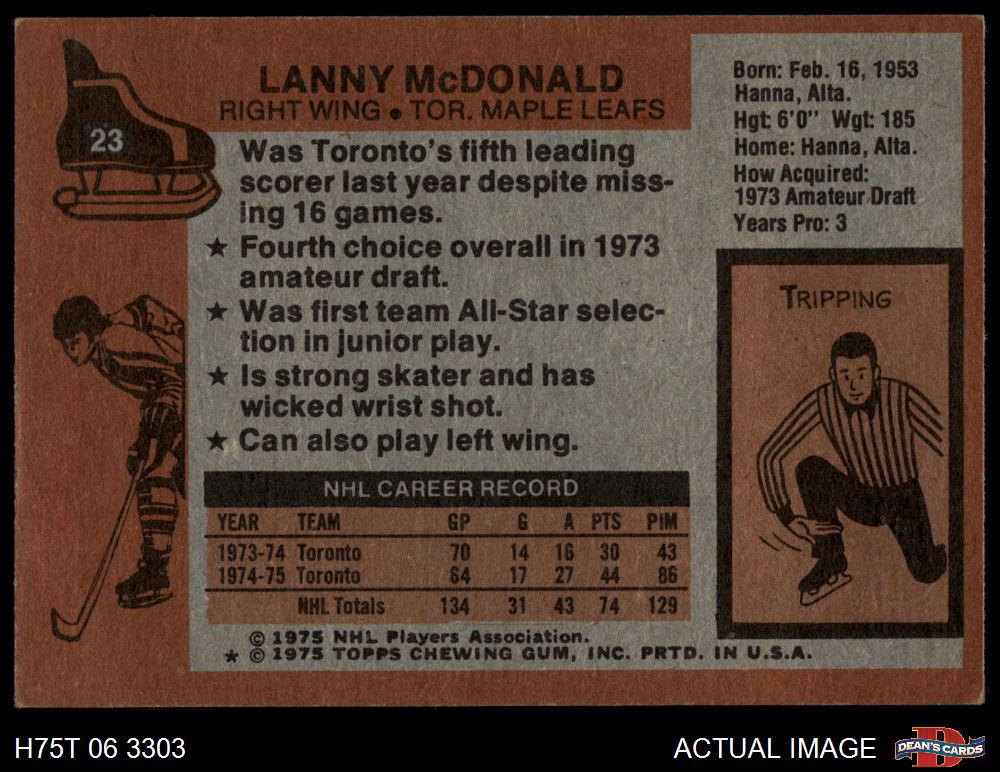 23
LANNY McDONALD
RIGHT WING • TOR. MAPLE LEAFS
Was Toronto's fifth leading
scorer last year despite miss-
ing 16 games.
★ Fourth choice overall in 1973
amateur draft.
★ Was first team All-Star selec-
tion in junior play.
★ Is strong skater and has
wicked wrist shot.
★ Can also play left wing.
Born: Feb. 16, 1953
Hanna, Alta.
Hgt: 6'0" Wgt: 185
Home: Hanna, Alta.
How Acquired:
1973 Amateur Draft
Years Pro: 3
TRIPPING
NHL CAREER RECORD
YEAR TEAM GP G A PTS PIM
1973-74 Toronto 70 14 16 30 43
1974-75 Toronto 64 17 27 44 86
NHL Totals 134 31 43 74 129
© 1975 NHL Players Association.
★ © 1975 TOPPS CHEWING GUM, INC. PRTD. IN U.S.A.
H75T 06 3303
ACTUAL IMAGE
DEAN'S CARDS